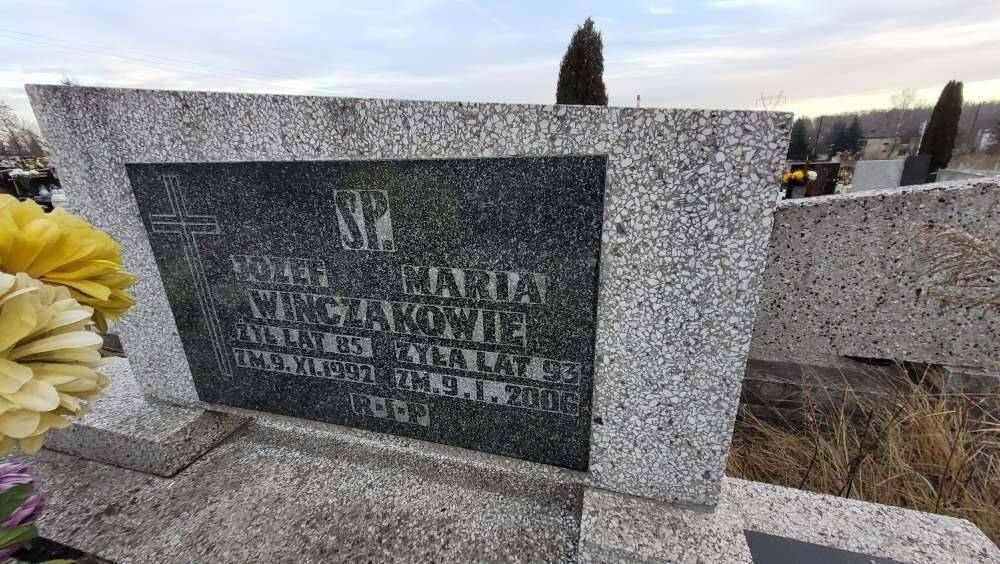 ŚP.
JÓZEF MARIA
WINCZAKOWIE
ŻYŁ LAT 85 ŻYŁA LAT 93
ZM. 9. XI. 1992 ZM. 9. I. 2006
R.I.P